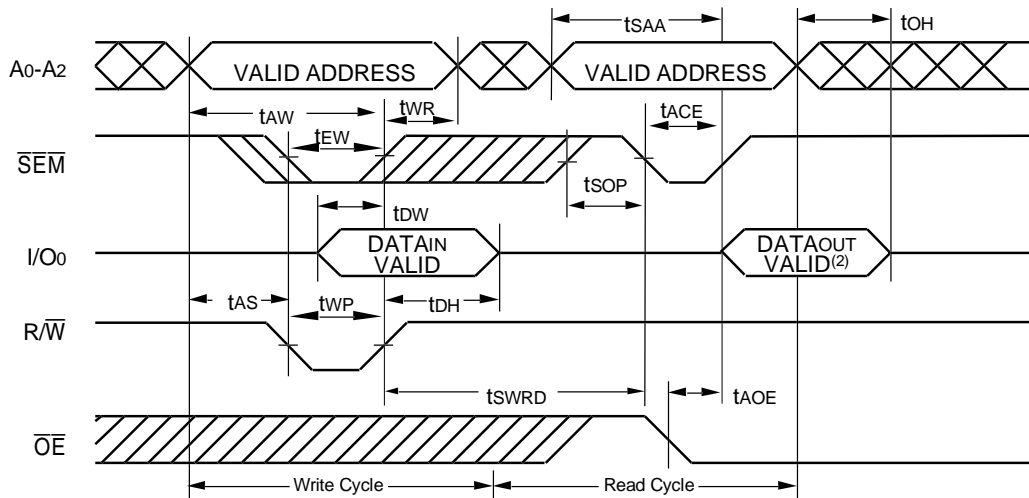 tSAA
tOH
A0-A2
VALID ADDRESS
VALID ADDRESS
tAW
tWR
tACE
tEW
SEM
tSOP
tDW
I/O0
DATAIN
VALID
DATAOUT
VALID(2)
tAS
tWP
tDH
R/W
tSWRD
tAOE
OE
Write Cycle
Read Cycle